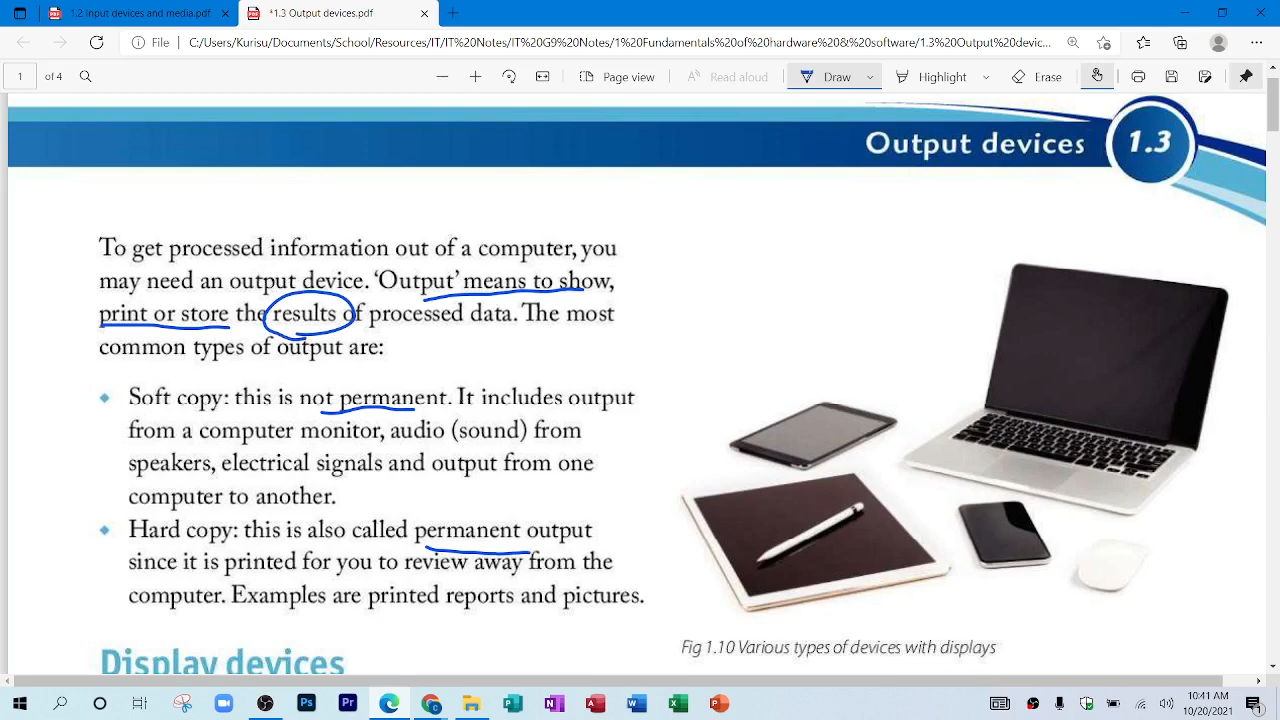 1.2 Input devices and media.pdf
*1.3 Output devices.pdf
File C:/Users/Kurisu/Documents/School/Resources/IT/IT%20Notes/IT%20G9%20Notes/1%20Fundamentals%20of%20hardware%20&%20software/1.3%20Output%20devic...
1 of 4 Page view Read aloud Draw Highlight Erase
Output devices 1.3
To get processed information out of a computer, you
may need an output device. ‘Output’ means to show,
print or store the results of processed data. The most
common types of output are:
Soft copy: this is not permanent. It includes output
from a computer monitor, audio (sound) from
speakers, electrical signals and output from one
computer to another.
Hard copy: this is also called permanent output
since it is printed for you to review away from the
computer. Examples are printed reports and pictures.
Fig 1.10 Various types of devices with displays
Display devices
10:41 AM
10/20/2021